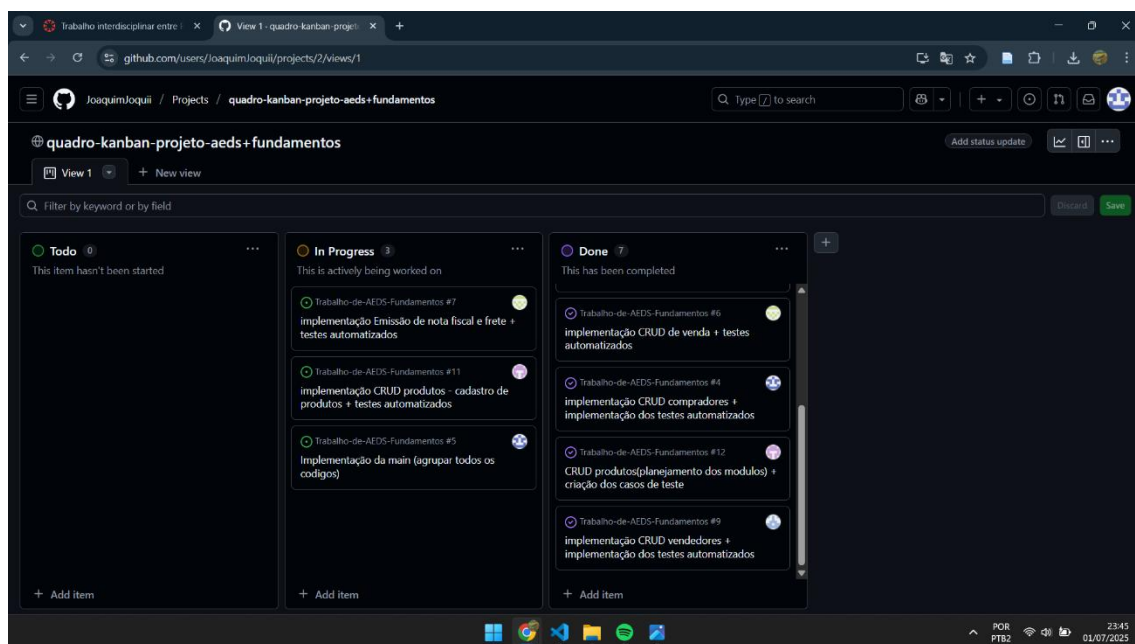 Trabalho interdisciplinar entre
View 1 · quadro-kanban-projet
github.com/users/JoaquimJoquii/projects/2/views/1
JoaquimJoquii / Projects / quadro-kanban-projeto-aeds+fundamentos
Type / to search
quadro-kanban-projeto-aeds+fundamentos
Add status update
View 1
+ New view
Filter by keyword or by field
Discard
Save
Todo 0
This item hasn't been started
+ Add item
In Progress 3
This is actively being worked on
Trabalho-de-AEDS-Fundamentos #7
implementação Emissão de nota fiscal e frete +
testes automatizados
Trabalho-de-AEDS-Fundamentos #11
implementação CRUD produtos - cadastro de
produtos + testes automatizados
Trabalho-de-AEDS-Fundamentos #5
Implementação da main (agrupar todos os
codigos)
+ Add item
Done 7
This has been completed
Trabalho-de-AEDS-Fundamentos #6
implementação CRUD de venda + testes
automatizados
Trabalho-de-AEDS-Fundamentos #4
implementação CRUD compradores +
implementação dos testes automatizados
Trabalho-de-AEDS-Fundamentos #12
CRUD produtos(planejamento dos modulos) +
criação dos casos de teste
Trabalho-de-AEDS-Fundamentos #9
implementação CRUD vendedores +
implementação dos testes automatizados
+ Add item
POR
PTB2
23:45
01/07/2025